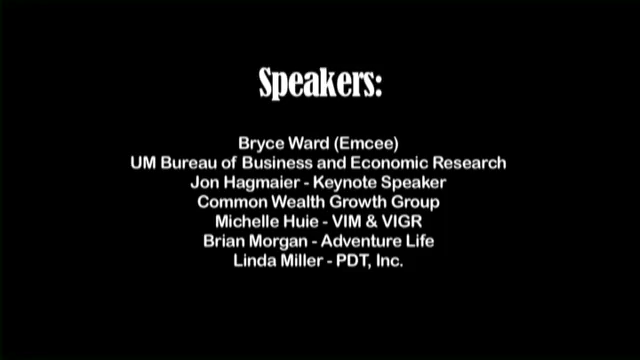 Speakers:
Bryce Ward (Emcee)
UM Bureau of Business and Economic Research
Jon Hagmaier - Keynote Speaker
Common Wealth Growth Group
Michelle Huie - VIM & VIGR
Brian Morgan - Adventure Life
Linda Miller - PDT, Inc.